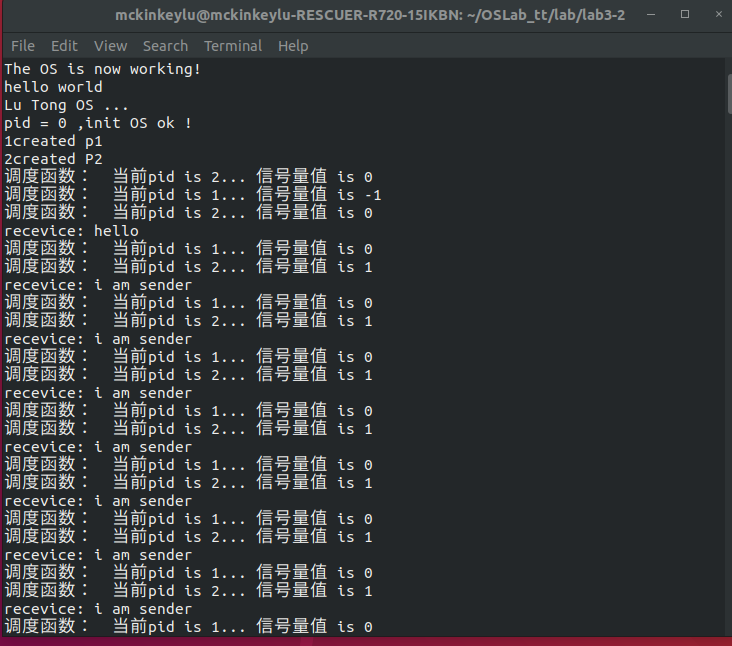 mckinkeylu@mckinkeylu-RESCUER-R720-15IKBN: ~/OSLab_tt/lab/lab3-2
File Edit View Search Terminal Help
The OS is now working!
hello world
Lu Tong OS ...
pid = 0 ,init OS ok !
1created p1
2created P2
调度函数： 当前pid is 2... 信号量值 is 0
调度函数： 当前pid is 1... 信号量值 is -1
调度函数： 当前pid is 2... 信号量值 is 0
recevice: hello
调度函数： 当前pid is 1... 信号量值 is 0
调度函数： 当前pid is 2... 信号量值 is 1
recevice: i am sender
调度函数： 当前pid is 1... 信号量值 is 0
调度函数： 当前pid is 2... 信号量值 is 1
recevice: i am sender
调度函数： 当前pid is 1... 信号量值 is 0
调度函数： 当前pid is 2... 信号量值 is 1
recevice: i am sender
调度函数： 当前pid is 1... 信号量值 is 0
调度函数： 当前pid is 2... 信号量值 is 1
recevice: i am sender
调度函数： 当前pid is 1... 信号量值 is 0
调度函数： 当前pid is 2... 信号量值 is 1
recevice: i am sender
调度函数： 当前pid is 1... 信号量值 is 0
调度函数： 当前pid is 2... 信号量值 is 1
recevice: i am sender
调度函数： 当前pid is 1... 信号量值 is 0
调度函数： 当前pid is 2... 信号量值 is 1
recevice: i am sender
调度函数： 当前pid is 1... 信号量值 is 0